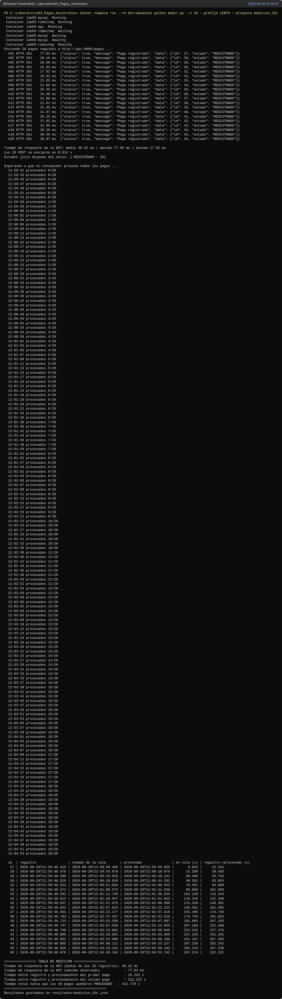 Windows PowerShell - Laboratorio03_Pagos_Asincronos 2026-09-28 11:59:37
PS C:\Laboratorio03_Pagos_Asincronos> docker compose run --rm herramientas python medir.py --n 20 --prefijo LENTO --etiqueta medicion_15s
Container lab03-mysql  Running
Container lab03-rabbitmq  Running
Container lab03-api  Running
Container lab03-rabbitmq  Waiting
Container lab03-mysql  Waiting
Container lab03-mysql  Healthy
Container lab03-rabbitmq  Healthy
Enviando 20 pagos seguidos a http://api:8000/pagos ...
#01 HTTP 201    77.84 ms  {"status": true, "message": "Pago registrado", "data": {"id": 27, "estado": "REGISTRADO"}}
#02 HTTP 201    38.16 ms  {"status": true, "message": "Pago registrado", "data": {"id": 28, "estado": "REGISTRADO"}}
#03 HTTP 201    20.98 ms  {"status": true, "message": "Pago registrado", "data": {"id": 29, "estado": "REGISTRADO"}}
#04 HTTP 201    25.03 ms  {"status": true, "message": "Pago registrado", "data": {"id": 30, "estado": "REGISTRADO"}}
#05 HTTP 201    17.92 ms  {"status": true, "message": "Pago registrado", "data": {"id": 31, "estado": "REGISTRADO"}}
#06 HTTP 201    19.51 ms  {"status": true, "message": "Pago registrado", "data": {"id": 32, "estado": "REGISTRADO"}}
#07 HTTP 201    21.65 ms  {"status": true, "message": "Pago registrado", "data": {"id": 33, "estado": "REGISTRADO"}}
#08 HTTP 201    21.06 ms  {"status": true, "message": "Pago registrado", "data": {"id": 34, "estado": "REGISTRADO"}}
#09 HTTP 201    26.35 ms  {"status": true, "message": "Pago registrado", "data": {"id": 35, "estado": "REGISTRADO"}}
#10 HTTP 201    19.40 ms  {"status": true, "message": "Pago registrado", "data": {"id": 36, "estado": "REGISTRADO"}}
#11 HTTP 201    21.80 ms  {"status": true, "message": "Pago registrado", "data": {"id": 37, "estado": "REGISTRADO"}}
#12 HTTP 201    21.01 ms  {"status": true, "message": "Pago registrado", "data": {"id": 38, "estado": "REGISTRADO"}}
#13 HTTP 201    21.45 ms  {"status": true, "message": "Pago registrado", "data": {"id": 39, "estado": "REGISTRADO"}}
#14 HTTP 201    21.87 ms  {"status": true, "message": "Pago registrado", "data": {"id": 40, "estado": "REGISTRADO"}}
#15 HTTP 201    36.25 ms  {"status": true, "message": "Pago registrado", "data": {"id": 41, "estado": "REGISTRADO"}}
#16 HTTP 201    37.82 ms  {"status": true, "message": "Pago registrado", "data": {"id": 42, "estado": "REGISTRADO"}}
#17 HTTP 201    42.50 ms  {"status": true, "message": "Pago registrado", "data": {"id": 43, "estado": "REGISTRADO"}}
#18 HTTP 201    39.26 ms  {"status": true, "message": "Pago registrado", "data": {"id": 44, "estado": "REGISTRADO"}}
#19 HTTP 201    40.48 ms  {"status": true, "message": "Pago registrado", "data": {"id": 45, "estado": "REGISTRADO"}}
#20 HTTP 201    36.07 ms  {"status": true, "message": "Pago registrado", "data": {"id": 46, "estado": "REGISTRADO"}}
Tiempo de respuesta de la API: media 30.32 ms | máximo 77.84 ms | mínimo 17.92 ms
Los 20 POST se enviaron en 0.614 s
Estados justo después del envío: {'REGISTRADO': 20}
Esperando a que el consumidor procese todos los pagos ...
11:59:41 procesados 0/20
11:59:43 procesados 0/20
11:59:45 procesados 0/20
11:59:47 procesados 0/20
11:59:49 procesados 0/20
11:59:51 procesados 0/20
11:59:54 procesados 0/20
11:59:56 procesados 1/20
11:59:58 procesados 1/20
12:00:00 procesados 1/20
12:00:02 procesados 1/20
12:00:04 procesados 1/20
12:00:06 procesados 1/20
12:00:08 procesados 1/20
12:00:11 procesados 1/20
12:00:13 procesados 2/20
12:00:15 procesados 2/20
12:00:17 procesados 2/20
12:00:19 procesados 2/20
12:00:21 procesados 2/20
12:00:23 procesados 2/20
12:00:25 procesados 2/20
12:00:27 procesados 2/20
12:00:29 procesados 3/20
12:00:31 procesados 3/20
12:00:33 procesados 3/20
12:00:35 procesados 3/20
12:00:38 procesados 3/20
12:00:40 procesados 3/20
12:00:42 procesados 3/20
12:00:44 procesados 3/20
12:00:46 procesados 3/20
12:00:48 procesados 3/20
12:00:50 procesados 3/20
12:00:52 procesados 4/20
12:00:54 procesados 4/20
12:00:56 procesados 4/20
12:00:58 procesados 4/20
12:01:01 procesados 4/20
12:01:03 procesados 4/20
12:01:05 procesados 4/20
12:01:07 procesados 5/20
12:01:09 procesados 5/20
12:01:11 procesados 5/20
12:01:13 procesados 5/20
12:01:15 procesados 5/20
12:01:17 procesados 5/20
12:01:19 procesados 5/20
12:01:21 procesados 6/20
12:01:24 procesados 6/20
12:01:26 procesados 6/20
12:01:28 procesados 6/20
12:01:30 procesados 6/20
12:01:32 procesados 6/20
12:01:34 procesados 6/20
12:01:36 procesados 6/20
12:01:38 procesados 7/20
12:01:40 procesados 7/20
12:01:42 procesados 7/20
12:01:44 procesados 7/20
12:01:46 procesados 7/20
12:01:48 procesados 7/20
12:01:50 procesados 7/20
12:01:52 procesados 8/20
12:01:55 procesados 8/20
12:01:57 procesados 8/20
12:01:59 procesados 8/20
12:02:01 procesados 8/20
12:02:03 procesados 8/20
12:02:05 procesados 8/20
12:02:07 procesados 9/20
12:02:09 procesados 9/20
12:02:11 procesados 9/20
12:02:13 procesados 9/20
12:02:15 procesados 9/20
12:02:17 procesados 9/20
12:02:19 procesados 9/20
12:02:21 procesados 9/20
12:02:23 procesados 10/20
12:02:25 procesados 10/20
12:02:27 procesados 10/20
12:02:29 procesados 10/20
12:02:31 procesados 10/20
12:02:33 procesados 10/20
12:02:36 procesados 10/20
12:02:38 procesados 11/20
12:02:40 procesados 11/20
12:02:42 procesados 11/20
12:02:44 procesados 11/20
12:02:46 procesados 11/20
12:02:48 procesados 11/20
12:02:50 procesados 11/20
12:02:52 procesados 11/20
12:02:54 procesados 12/20
12:02:56 procesados 12/20
12:02:58 procesados 12/20
12:03:00 procesados 12/20
12:03:02 procesados 12/20
12:03:04 procesados 12/20
12:03:06 procesados 12/20
12:03:08 procesados 13/20
12:03:10 procesados 13/20
12:03:12 procesados 13/20
12:03:14 procesados 13/20
12:03:16 procesados 13/20
12:03:18 procesados 13/20
12:03:20 procesados 13/20
12:03:22 procesados 13/20
12:03:25 procesados 14/20
12:03:27 procesados 14/20
12:03:29 procesados 14/20
12:03:31 procesados 14/20
12:03:33 procesados 14/20
12:03:35 procesados 14/20
12:03:37 procesados 14/20
12:03:39 procesados 15/20
12:03:41 procesados 15/20
12:03:43 procesados 15/20
12:03:45 procesados 15/20
12:03:47 procesados 15/20
12:03:49 procesados 15/20
12:03:51 procesados 15/20
12:03:53 procesados 16/20
12:03:55 procesados 16/20
12:03:57 procesados 16/20
12:03:59 procesados 16/20
12:04:01 procesados 16/20
12:04:03 procesados 16/20
12:04:05 procesados 16/20
12:04:07 procesados 16/20
12:04:09 procesados 17/20
12:04:11 procesados 17/20
12:04:13 procesados 17/20
12:04:15 procesados 17/20
12:04:17 procesados 17/20
12:04:19 procesados 17/20
12:04:21 procesados 17/20
12:04:23 procesados 18/20
12:04:25 procesados 18/20
12:04:27 procesados 18/20
12:04:29 procesados 18/20
12:04:31 procesados 18/20
12:04:33 procesados 18/20
12:04:35 procesados 18/20
12:04:37 procesados 18/20
12:04:39 procesados 19/20
12:04:41 procesados 19/20
12:04:43 procesados 19/20
12:04:45 procesados 19/20
12:04:47 procesados 19/20
12:04:49 procesados 19/20
12:04:51 procesados 19/20
12:04:53 procesados 20/20
id  | registro                | tomado de la cola       | procesado               | en cola (s) | registro->procesado (s)
27 | 2026-09-28T11:59:40.413 | 2026-09-28T11:59:40.465 | 2026-09-28T11:59:55.655 |       0.052 |     15.242
28 | 2026-09-28T11:59:40.476 | 2026-09-28T11:59:55.676 | 2026-09-28T12:00:10.879 |      15.200 |     30.403
29 | 2026-09-28T11:59:40.509 | 2026-09-28T12:00:10.915 | 2026-09-28T12:00:26.241 |      30.406 |     45.732
30 | 2026-09-28T11:59:40.529 | 2026-09-28T12:00:28.910 | 2026-09-28T12:00:44.392 |      48.381 |     63.863
31 | 2026-09-28T11:59:40.553 | 2026-09-28T12:00:51.504 | 2026-09-28T12:01:06.553 |      70.951 |     86.000
32 | 2026-09-28T11:59:40.572 | 2026-09-28T12:01:06.572 | 2026-09-28T12:01:21.630 |      86.000 |    101.058
33 | 2026-09-28T11:59:40.591 | 2026-09-28T12:01:21.740 | 2026-09-28T12:01:36.934 |     101.149 |    116.343
34 | 2026-09-28T11:59:40.613 | 2026-09-28T12:01:36.947 | 2026-09-28T12:01:51.953 |     116.334 |    131.340
35 | 2026-09-28T11:59:40.637 | 2026-09-28T12:01:51.976 | 2026-09-28T12:02:06.998 |     131.339 |    146.361
36 | 2026-09-28T11:59:40.662 | 2026-09-28T12:02:07.023 | 2026-09-28T12:02:22.154 |     146.361 |    161.492
37 | 2026-09-28T11:59:40.681 | 2026-09-28T12:02:22.177 | 2026-09-28T12:02:37.416 |     161.496 |    176.735
38 | 2026-09-28T11:59:40.703 | 2026-09-28T12:02:37.457 | 2026-09-28T12:02:52.526 |     176.754 |    191.823
39 | 2026-09-28T11:59:40.724 | 2026-09-28T12:02:52.589 | 2026-09-28T12:03:07.887 |     191.865 |    207.163
40 | 2026-09-28T11:59:40.747 | 2026-09-28T12:03:07.936 | 2026-09-28T12:03:22.955 |     207.189 |    222.208
41 | 2026-09-28T11:59:40.769 | 2026-09-28T12:03:23.001 | 2026-09-28T12:03:38.045 |     222.232 |    237.276
42 | 2026-09-28T11:59:40.805 | 2026-09-28T12:03:38.061 | 2026-09-28T12:03:53.066 |     237.256 |    252.261
43 | 2026-09-28T11:59:40.851 | 2026-09-28T12:03:53.098 | 2026-09-28T12:04:08.106 |     252.247 |    267.255
44 | 2026-09-28T11:59:40.885 | 2026-09-28T12:04:08.121 | 2026-09-28T12:04:23.127 |     267.236 |    282.242
45 | 2026-09-28T11:59:40.926 | 2026-09-28T12:04:23.141 | 2026-09-28T12:04:38.162 |     282.215 |    297.236
46 | 2026-09-28T11:59:40.970 | 2026-09-28T12:04:38.184 | 2026-09-28T12:04:53.192 |     297.214 |    312.222
================ TABLA DE MEDICIÓN ================
Tiempo de respuesta de la API (media de los 20 registros): 30.32 ms
Tiempo de respuesta de la API (máximo observado)            : 77.84 ms
Tiempo entre registro y procesamiento del primer pago       : 15.242 s
Tiempo entre registro y procesamiento del último pago       : 312.222 s
Tiempo total hasta que los 20 pagos quedaron PROCESADO   : 312.779 s
===================================================
Resultados guardados en resultados/medicion_15s.json